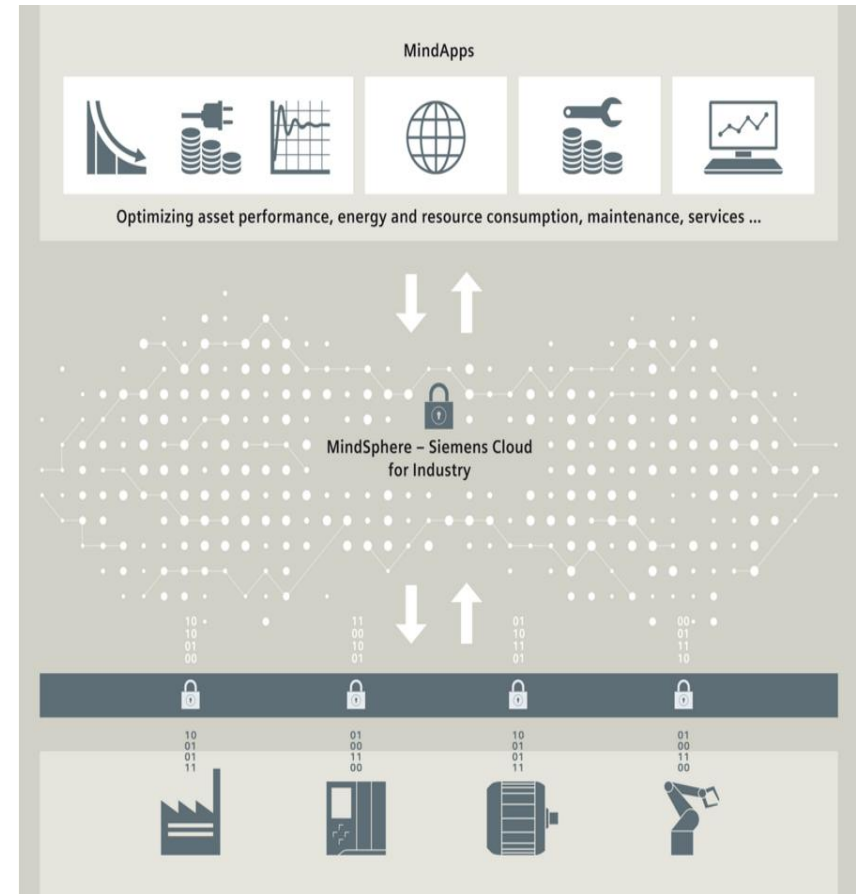 MindApps
Optimizing asset performance, energy and resource consumption, maintenance, services ...
MindSphere – Siemens Cloud
for Industry
10 11 01 00
10 00 10 01
01 10 11 11
00 01 01 10
10 01 10 01
01 00 01 00
01 11 01 11
11 00 11 00